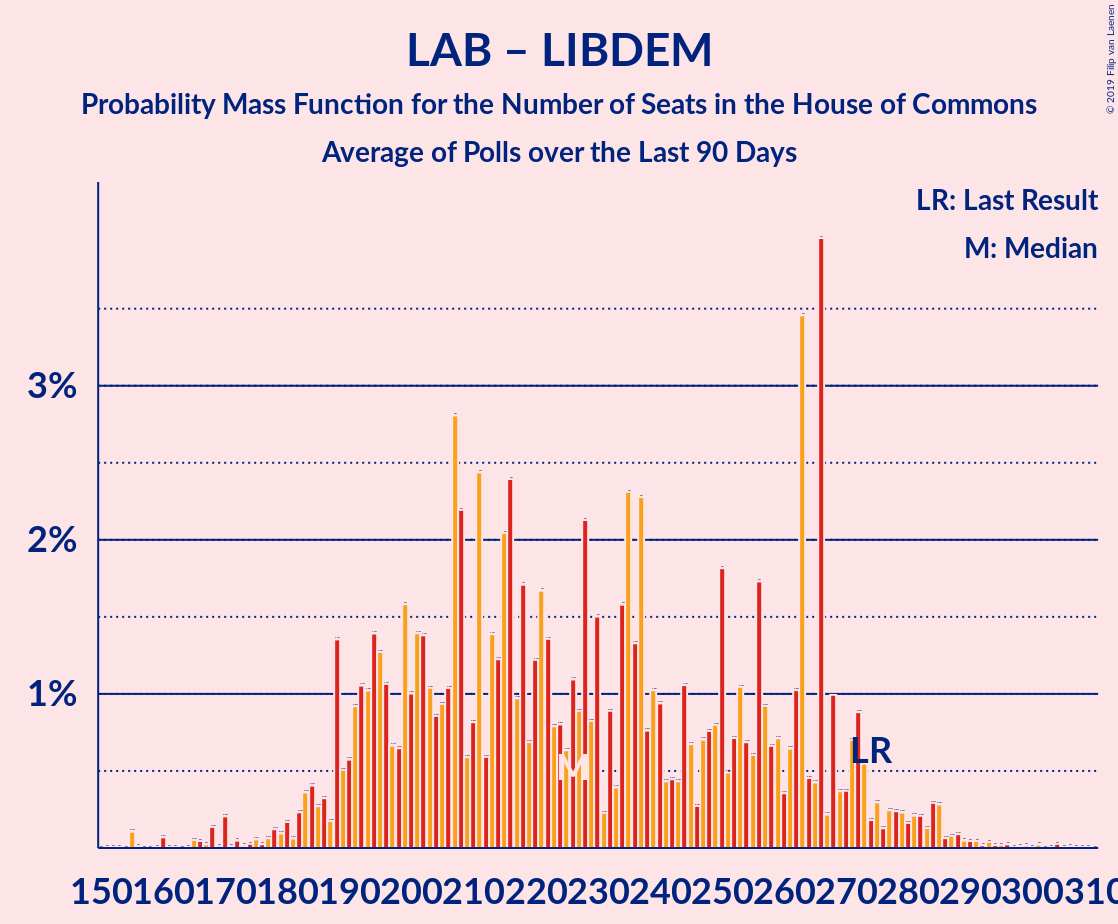 LAB – LIBDEM
Probability Mass Function for the Number of Seats in the House of Commons
Average of Polls over the Last 90 Days
© 2019 Filip van Laenen
LR: Last Result
M: Median
3%
2%
1%
LR
M
150 160 170 180 190 200 210 220 230 240 250 260 270 280 290 300 310